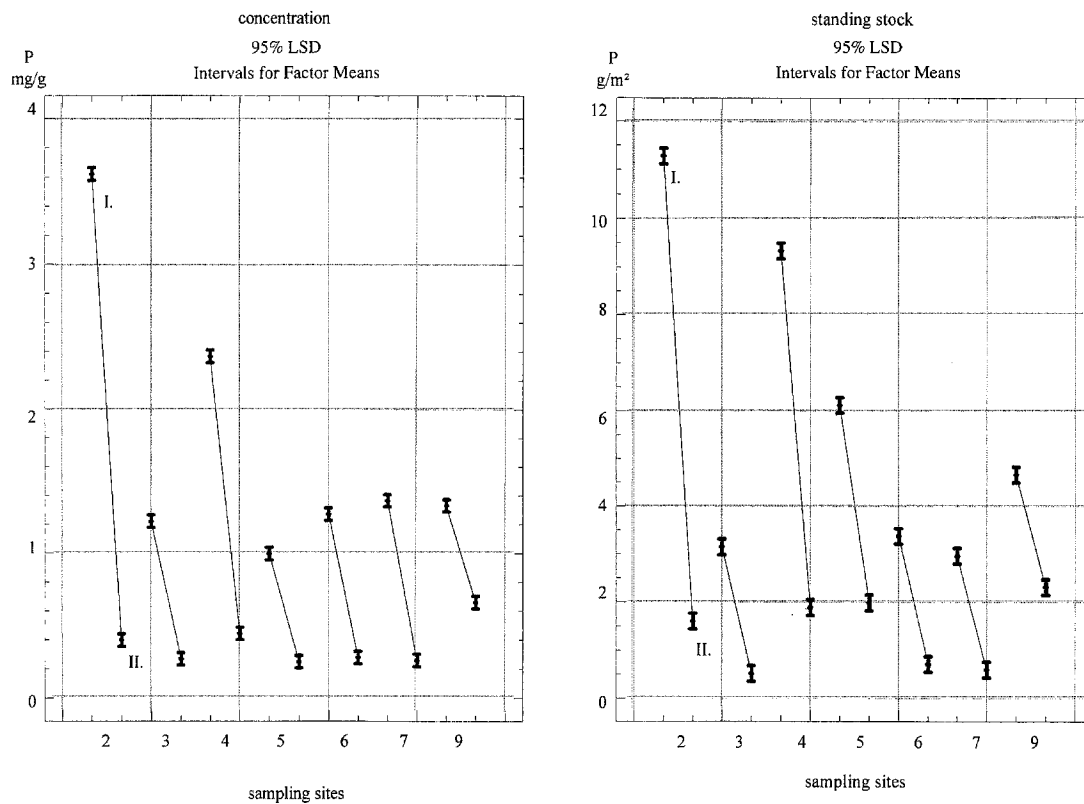 concentration
95% LSD
Intervals for Factor Means
P
mg/g
4
3
2
1
0
I.
II.
2 3 4 5 6 7 9
sampling sites
standing stock
95% LSD
Intervals for Factor Means
P
g/m²
12
10
8
6
4
2
0
I.
II.
2 3 4 5 6 7 9
sampling sites